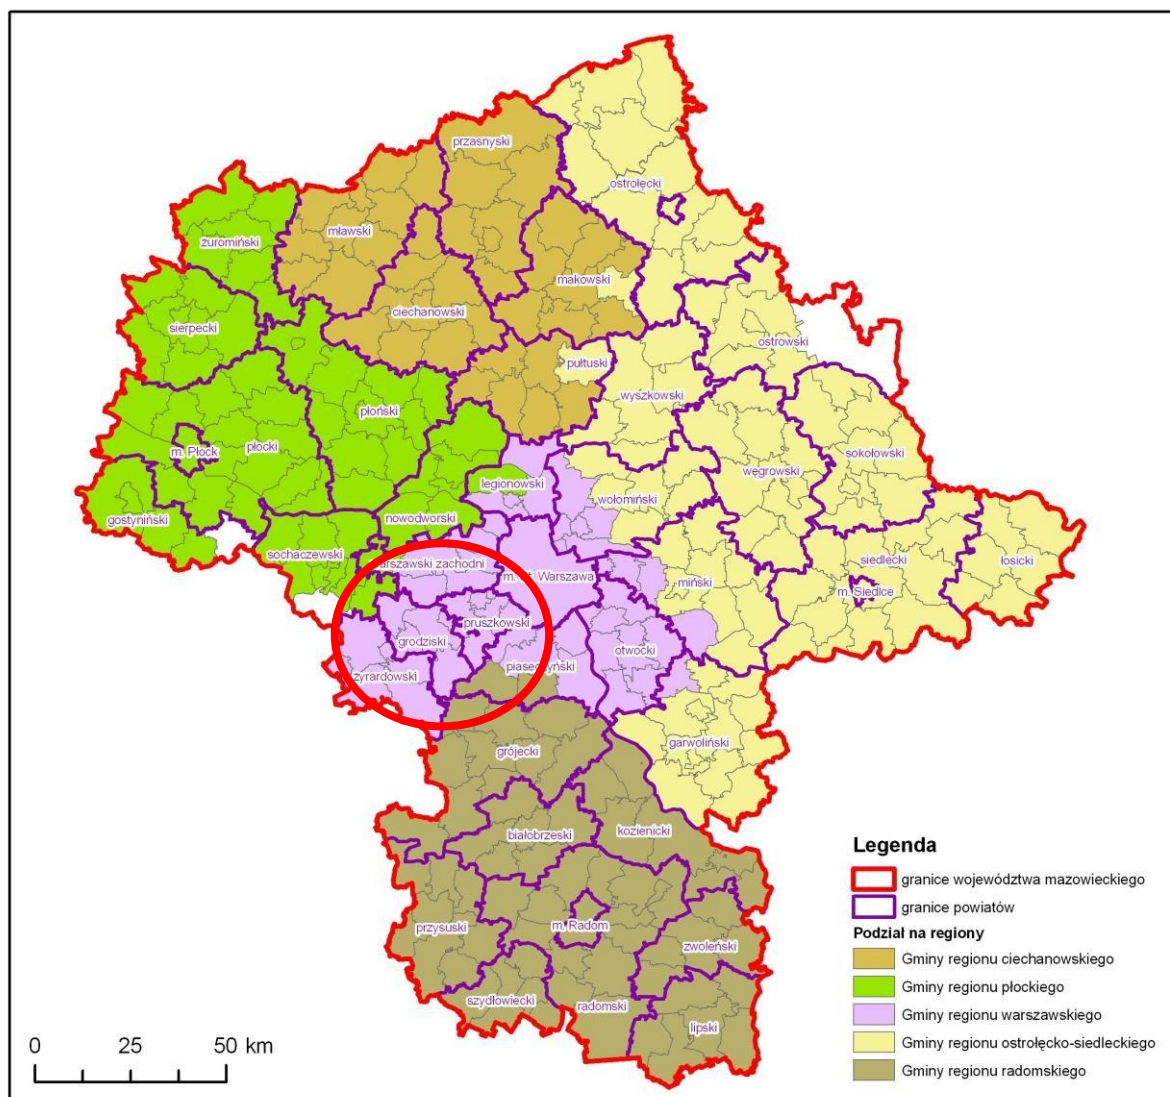 przasnyski
ostrołęcki
żuromiński
mławski
makowski
ciechanowski
sierpecki
ostrowski
pułtuski
wyszkowski
płoński
m. Płock
płocki
sokołowski
węgrowski
legionowski
wołomiński
gostyniński
nowodworski
sochaczewski
siedlecki
łosicki
zachodni
m.
Warszawa
miński
m. Siedlce
pruszkowski
grodziski
otwocki
piaseczyński
żyrardowski
garwoliński
grójecki
białobrzeski
kozienicki
przysuski
m. Radom
zwoleński
szydłowiecki
radomski
lipski
0 25 50 km
Legenda
granice województwa mazowieckiego
granice powiatów
Podział na regiony
Gminy regionu ciechanowskiego
Gminy regionu płockiego
Gminy regionu warszawskiego
Gminy regionu ostrołęcko-siedleckiego
Gminy regionu radomskiego